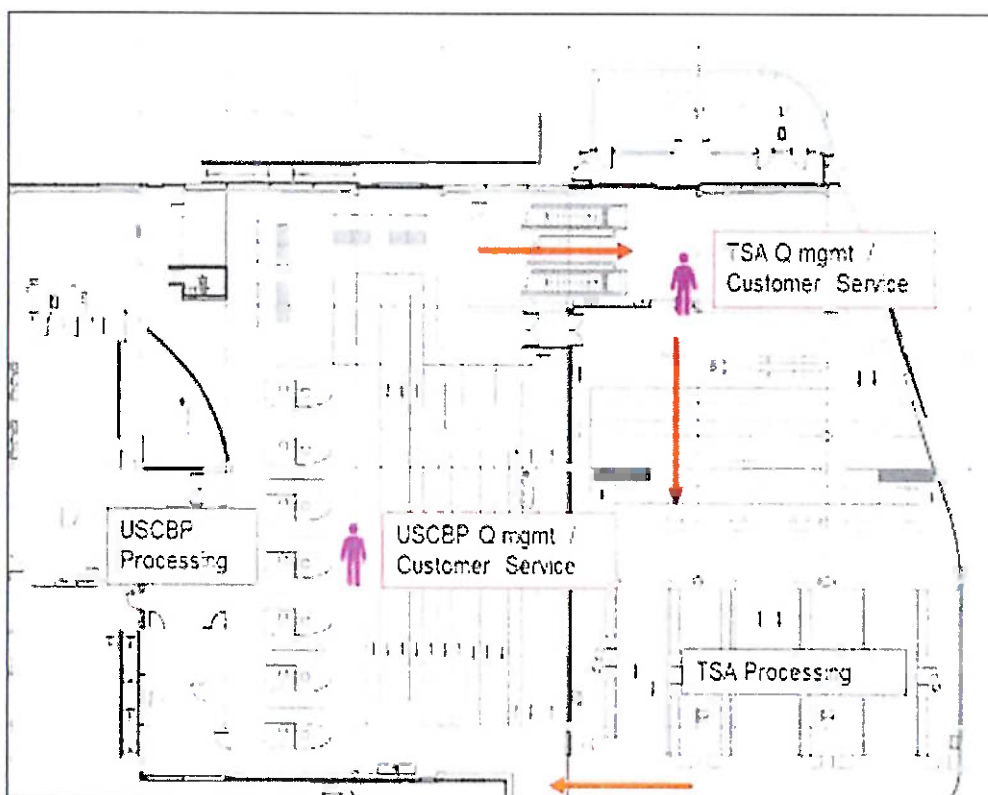 TSA Q mgmt /
Customer Service
USCBP
Processing
USCBP Q mgmt /
Customer Service
TSA Processing